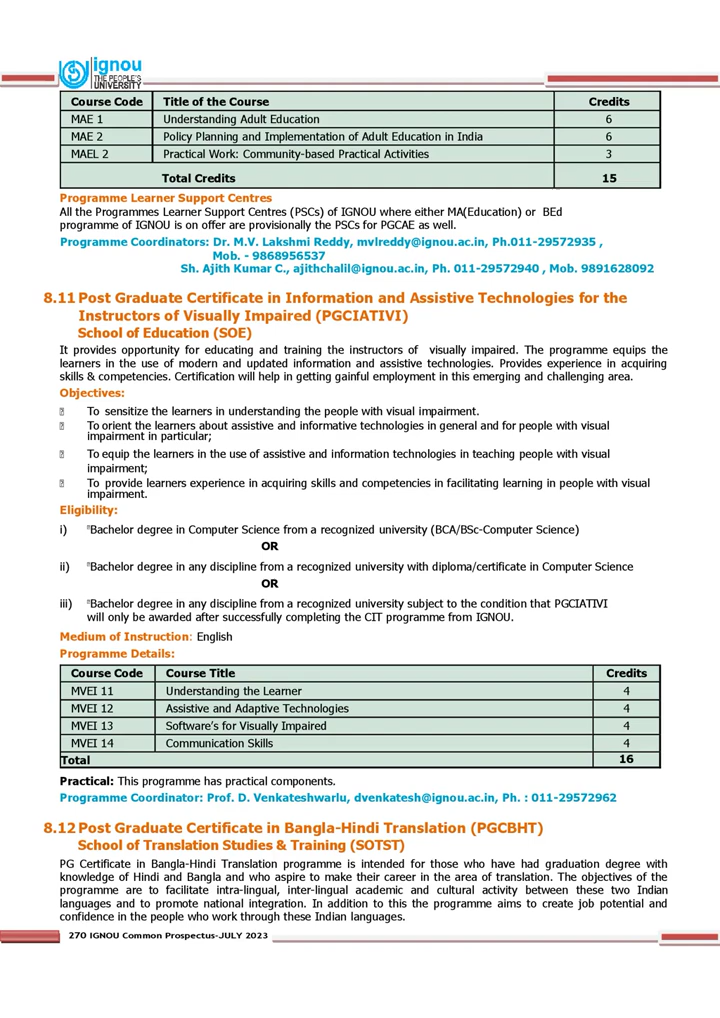 ignou
THE PEOPLE'S
UNIVERSITY
Course Code Title of the Course Credits
MAE 1 Understanding Adult Education 6
MAE 2 Policy Planning and Implementation of Adult Education in India 6
MAEL 2 Practical Work: Community-based Practical Activities 3
Total Credits 15
Programme Learner Support Centres
All the Programmes Learner Support Centres (PSCs) of IGNOU where either MA(Education) or BEd
programme of IGNOU is on offer are provisionally the PSCs for PGCAE as well.
Programme Coordinators: Dr. M.V. Lakshmi Reddy, mvlreddy@ignou.ac.in, Ph.011-29572935 ,
Mob. - 9868956537
Sh. Ajith Kumar C., ajithchalil@ignou.ac.in, Ph. 011-29572940 , Mob. 9891628092
8.11 Post Graduate Certificate in Information and Assistive Technologies for the
Instructors of Visually Impaired (PGCIATIVI)
School of Education (SOE)
It provides opportunity for educating and training the instructors of visually impaired. The programme equips the
learners in the use of modern and updated information and assistive technologies. Provides experience in acquiring
skills & competencies. Certification will help in getting gainful employment in this emerging and challenging area.
Objectives:
To sensitize the learners in understanding the people with visual impairment.
To orient the learners about assistive and informative technologies in general and for people with visual
impairment in particular;
To equip the learners in the use of assistive and information technologies in teaching people with visual
impairment;
To provide learners experience in acquiring skills and competencies in facilitating learning in people with visual
impairment.
Eligibility:
i) Bachelor degree in Computer Science from a recognized university (BCA/BSc-Computer Science)
OR
ii) Bachelor degree in any discipline from a recognized university with diploma/certificate in Computer Science
OR
iii) Bachelor degree in any discipline from a recognized university subject to the condition that PGCIATIVI
will only be awarded after successfully completing the CIT programme from IGNOU.
Medium of Instruction: English
Programme Details:
Course Code Course Title Credits
MVEI 11 Understanding the Learner 4
MVEI 12 Assistive and Adaptive Technologies 4
MVEI 13 Software's for Visually Impaired 4
MVEI 14 Communication Skills 4
Total 16
Practical: This programme has practical components.
Programme Coordinator: Prof. D. Venkateshwarlu, dvenkatesh@ignou.ac.in, Ph. : 011-29572962
8.12 Post Graduate Certificate in Bangla-Hindi Translation (PGCBHT)
School of Translation Studies & Training (SOTST)
PG Certificate in Bangla-Hindi Translation programme is intended for those who have had graduation degree with
knowledge of Hindi and Bangla and who aspire to make their career in the area of translation. The objectives of the
programme are to facilitate intra-lingual, inter-lingual academic and cultural activity between these two Indian
languages and to promote national integration. In addition to this the programme aims to create job potential and
confidence in the people who work through these Indian languages.
270 IGNOU Common Prospectus-JULY 2023